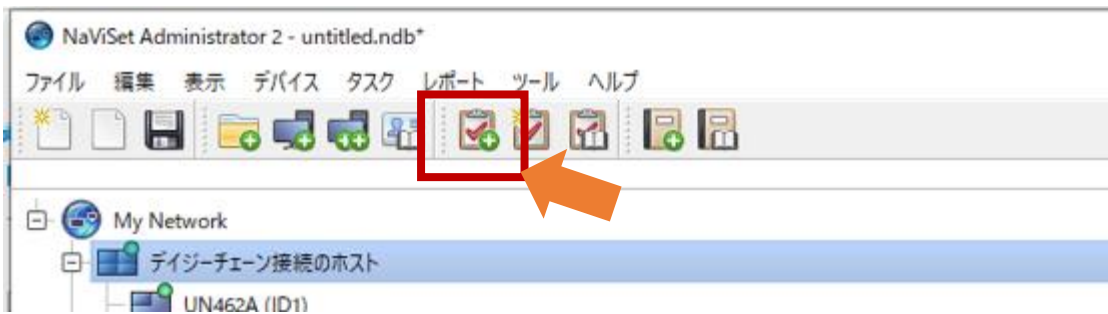 NaViSet Administrator 2 - untitled.ndb*
ファイル 編集 表示 デバイス タスク レポート ツール ヘルプ
My Network
デイジーチェーン接続のホスト
UN462A (ID1)